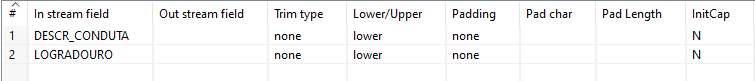 # In stream field Out stream field Trim type Lower/Upper Padding Pad char Pad Length InitCap
1 DESCR_CONDUTA none lower none N
2 LOGRADOURO none lower none N